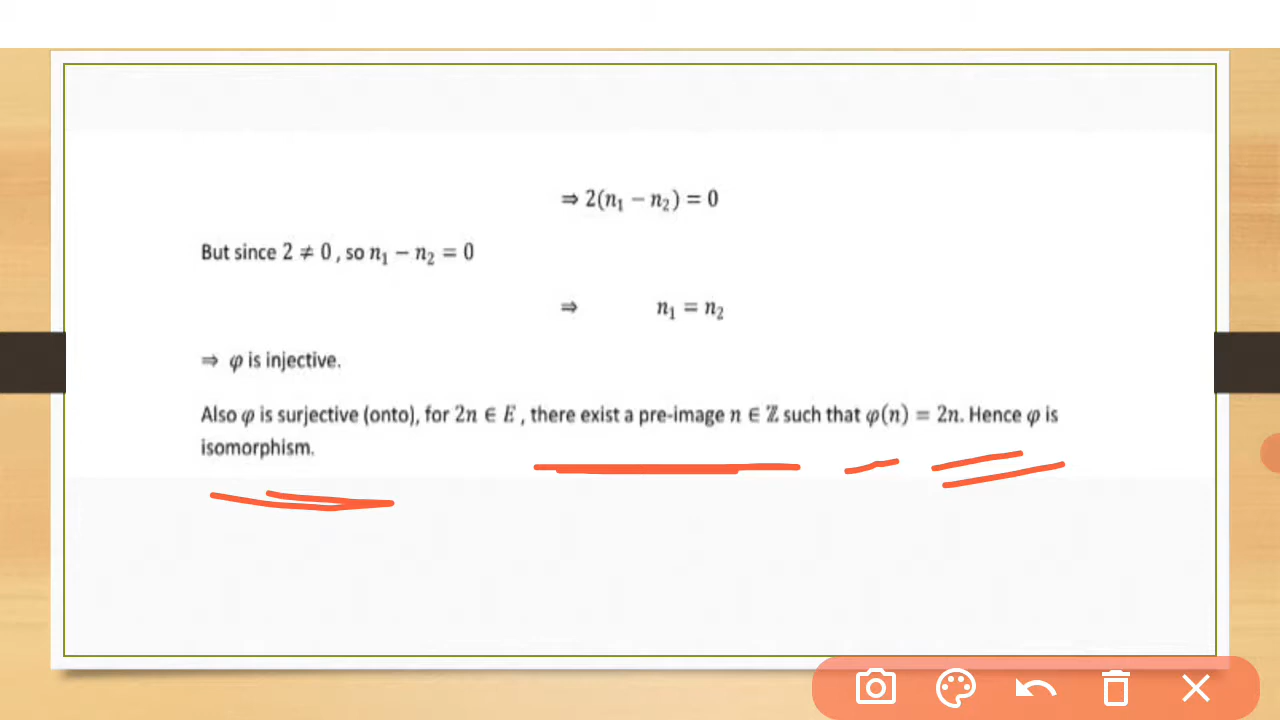 ⇒ 2(n₁ − n₂) = 0
But since 2 ≠ 0 , so n₁ − n₂ = 0
⇒ n₁ = n₂
⇒ φ is injective.
Also φ is surjective (onto), for 2n ∈ E , there exist a pre-image n ∈ ℤ such that φ(n) = 2n. Hence φ is
isomorphism.